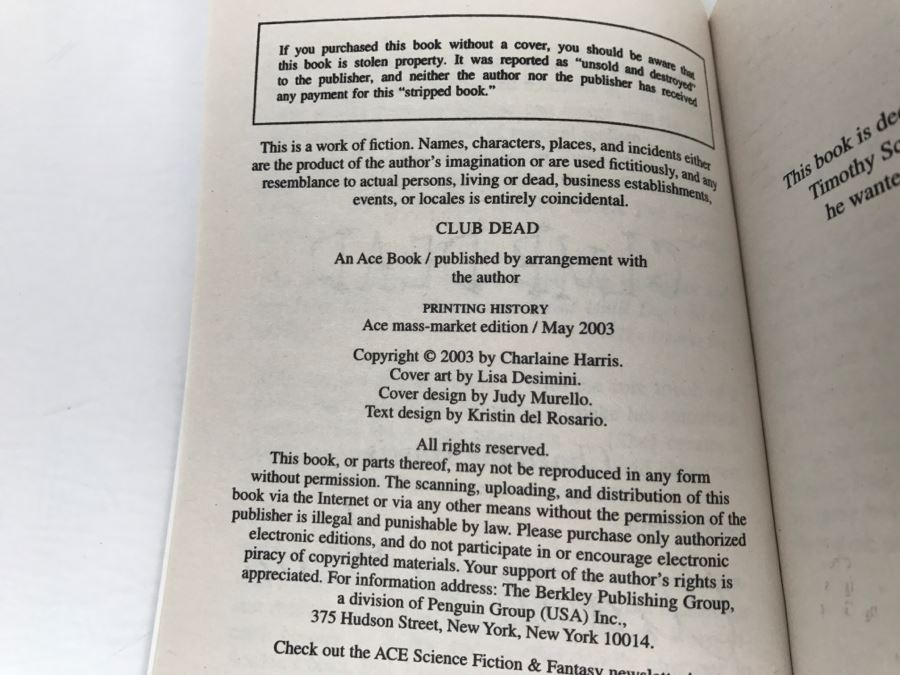 If you purchased this book without a cover, you should be aware that
this book is stolen property. It was reported as "unsold and destroyed"
to the publisher, and neither the author nor the publisher has received
any payment for this "stripped book."
This is a work of fiction. Names, characters, places, and incidents either
are the product of the author's imagination or are used fictitiously, and any
resemblance to actual persons, living or dead, business establishments,
events, or locales is entirely coincidental.
CLUB DEAD
An Ace Book / published by arrangement with
the author
PRINTING HISTORY
Ace mass-market edition / May 2003
Copyright © 2003 by Charlaine Harris.
Cover art by Lisa Desimini.
Cover design by Judy Murello.
Text design by Kristin del Rosario.
All rights reserved.
This book, or parts thereof, may not be reproduced in any form
without permission. The scanning, uploading, and distribution of this
book via the Internet or via any other means without the permission of the
publisher is illegal and punishable by law. Please purchase only authorized
electronic editions, and do not participate in or encourage electronic
piracy of copyrighted materials. Your support of the author's rights is
appreciated. For information address: The Berkley Publishing Group,
a division of Penguin Group (USA) Inc.,
375 Hudson Street, New York, New York 10014.
Check out the ACE Science Fiction & Fantasy
This book is
Timothy
he